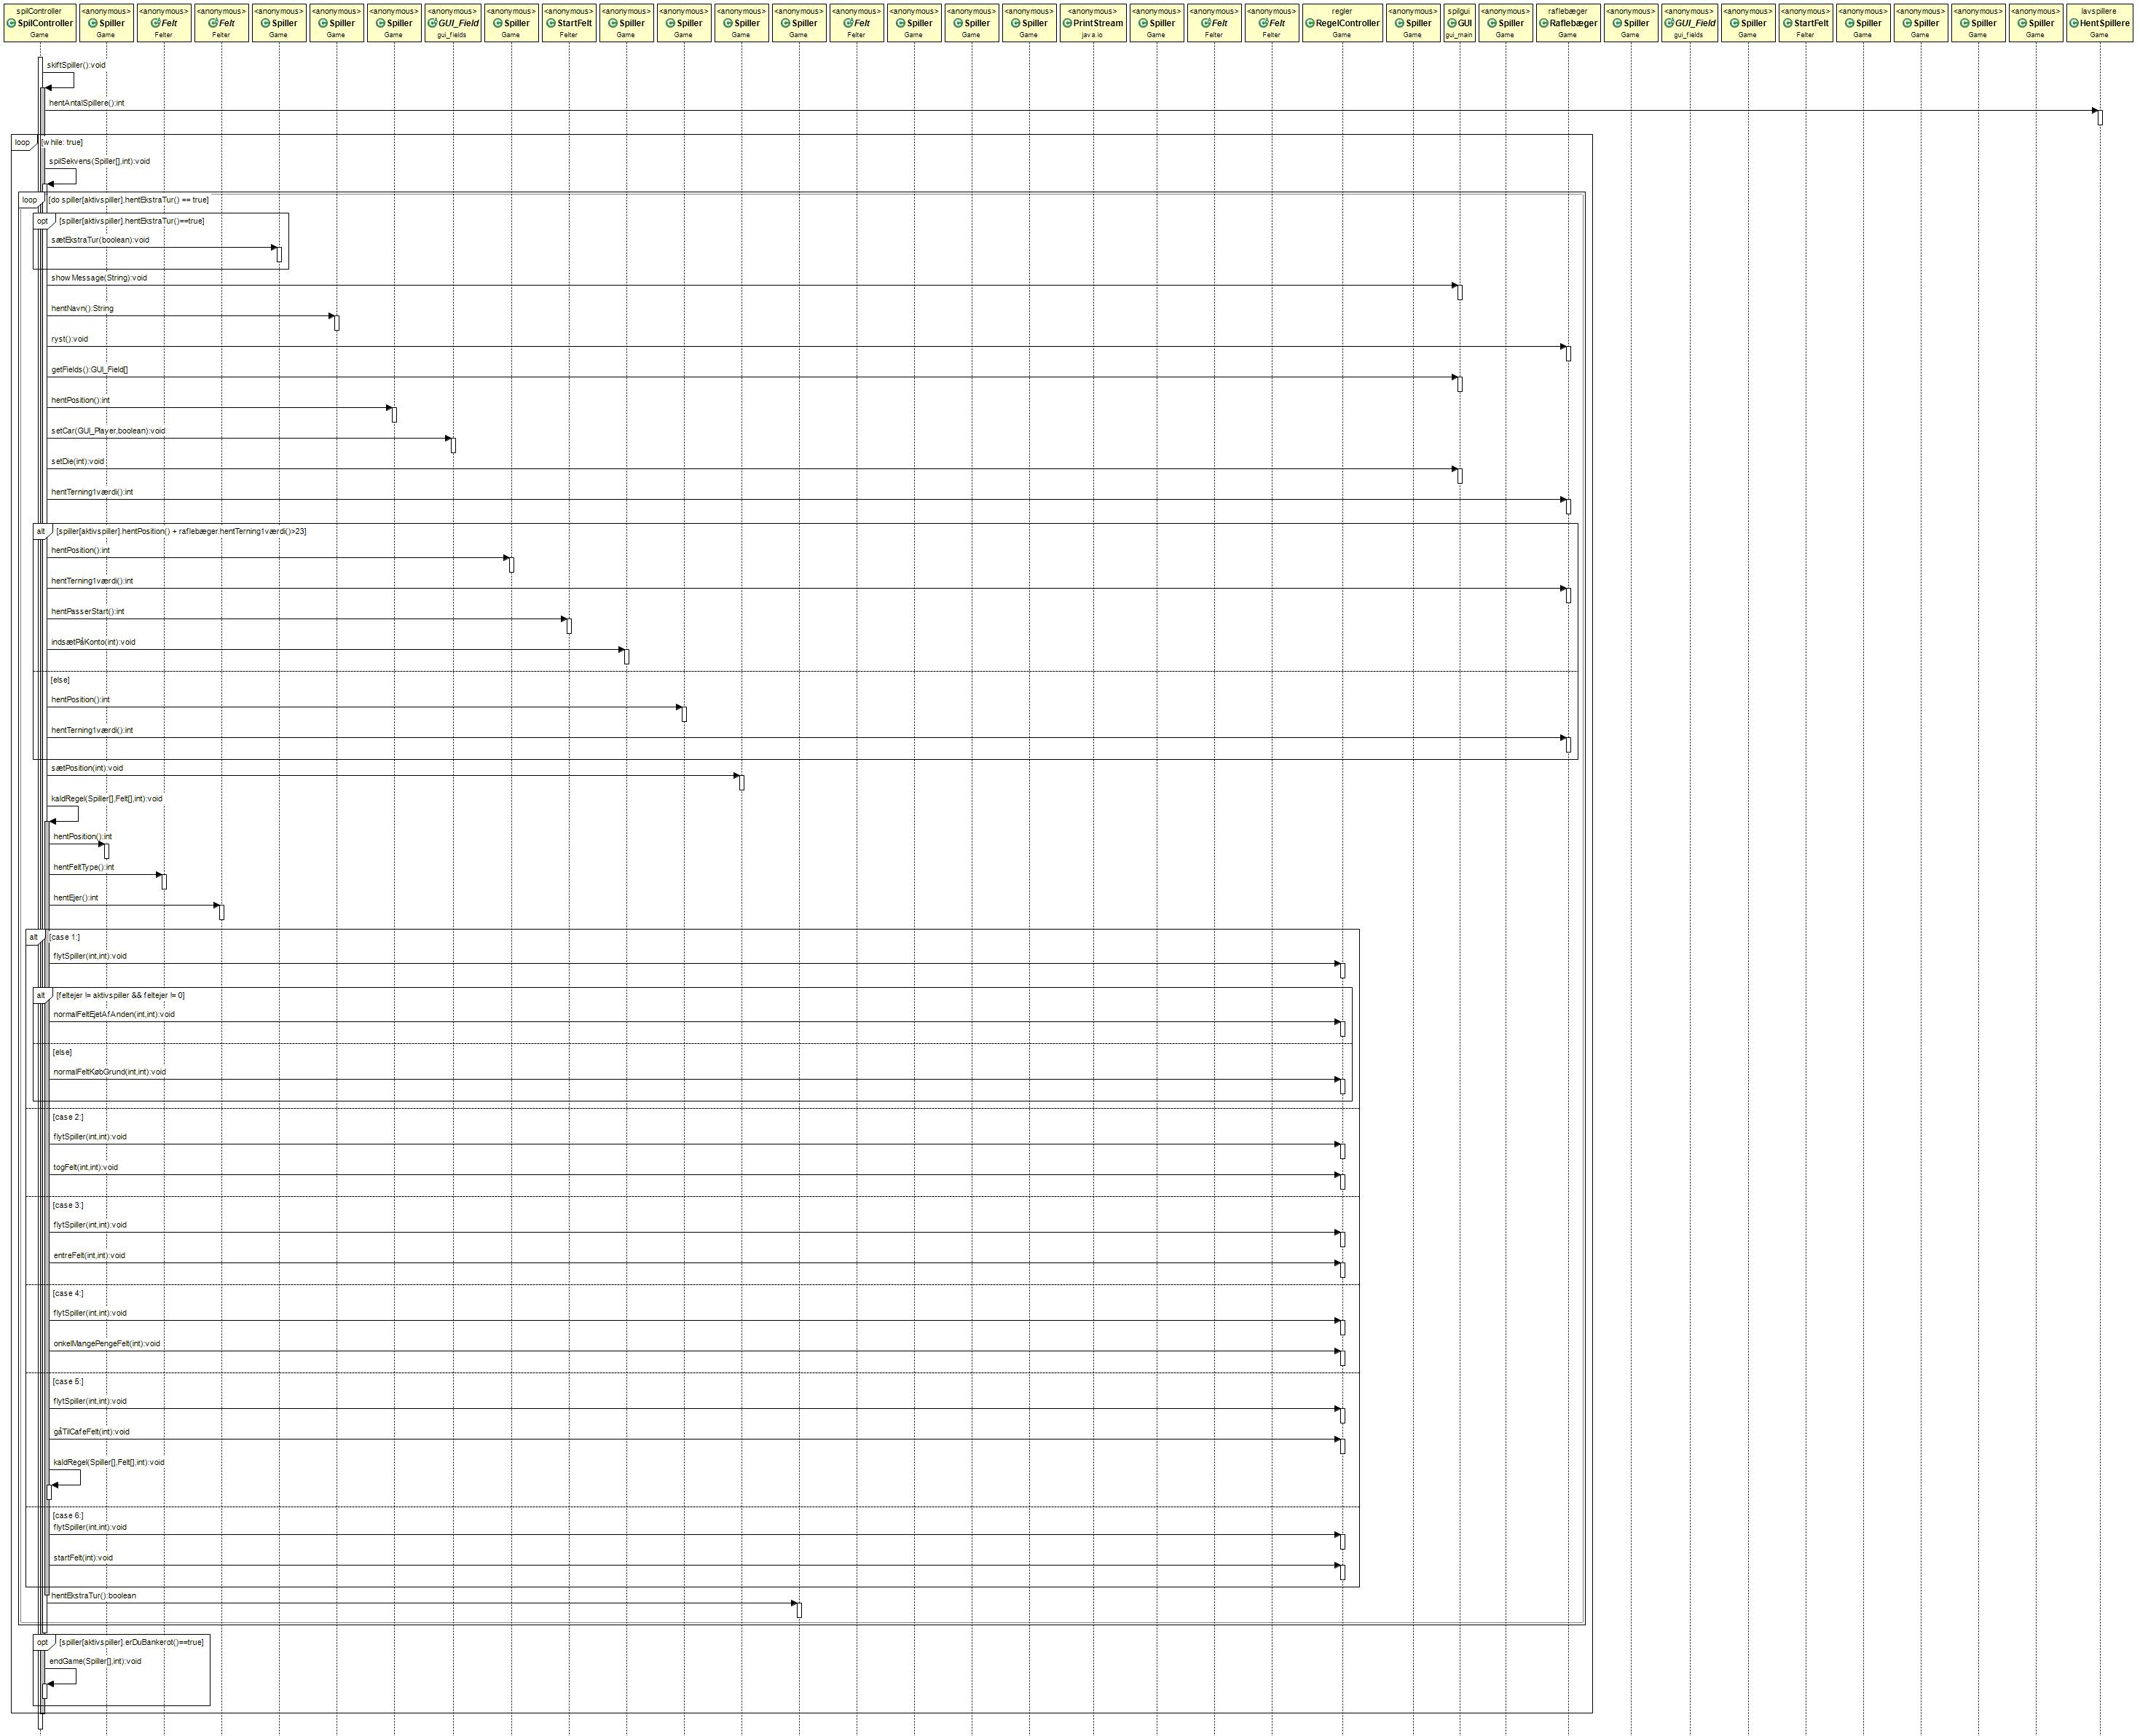 spilController
SpilController
Game
<anonymous>
Spiller
Game
<anonymous>
Felt
Felter
<anonymous>
Felt
Felter
<anonymous>
Spiller
Game
<anonymous>
Spiller
Game
<anonymous>
Spiller
Game
<anonymous>
GUI_Field
gui_fields
<anonymous>
Spiller
Game
<anonymous>
StartFelt
Felter
<anonymous>
Spiller
Game
<anonymous>
Spiller
Game
<anonymous>
Spiller
Game
<anonymous>
Spiller
Game
<anonymous>
Felt
Felter
<anonymous>
Spiller
Game
<anonymous>
Spiller
Game
<anonymous>
Spiller
Game
<anonymous>
PrintStream
java.io
<anonymous>
Spiller
Game
<anonymous>
Felt
Felter
<anonymous>
Felt
Felter
regler
RegelController
Game
<anonymous>
Spiller
Game
spilgui
GUI
gui_main
<anonymous>
Spiller
Game
raflebæger
Raflebæger
Game
<anonymous>
Spiller
Game
<anonymous>
GUI_Field
gui_fields
<anonymous>
Spiller
Game
<anonymous>
StartFelt
Felter
<anonymous>
Spiller
Game
<anonymous>
Spiller
Game
<anonymous>
Spiller
Game
<anonymous>
Spiller
Game
lavspillere
HentSpillere
Game
skiftSpiller():void
hentAntalSpillere():int
loop [while: true]
spilSekvens(Spiller[],int):void
loop [do spiller[aktivspiller].hentEkstraTur() == true]
opt [spiller[aktivspiller].hentEkstraTur()==true]
sætEkstraTur(boolean):void
showMessage(String):void
hentNavn():String
ryst():void
getFields():GUI_Field[]
hentPosition():int
setCar(GUI_Player,boolean):void
setDie(int):void
hentTerning1værdi():int
alt [spiller[aktivspiller].hentPosition() + raflebæger.hentTerning1værdi()>23]
hentPosition():int
hentTerning1værdi():int
hentPasserStart():int
indsætPåKonto(int):void
[else]
hentPosition():int
hentTerning1værdi():int
sætPosition(int):void
kaldRegel(Spiller[],Felt[],int):void
hentPosition():int
hentFeltType():int
hentEjer():int
alt [case 1:]
flytSpiller(int,int):void
alt [feltejer != aktivspiller && feltejer != 0]
normalFeltEjetAfAnden(int,int):void
[else]
normalFeltKøbGrund(int,int):void
[case 2:]
flytSpiller(int,int):void
togFelt(int,int):void
[case 3:]
flytSpiller(int,int):void
entreFelt(int,int):void
[case 4:]
flytSpiller(int,int):void
onkelMangePengeFelt(int):void
[case 5:]
flytSpiller(int,int):void
gåTilCafeFelt(int):void
kaldRegel(Spiller[],Felt[],int):void
[case 6:]
flytSpiller(int,int):void
startFelt(int):void
hentEkstraTur():boolean
opt [spiller[aktivspiller].erDuBankerot()==true]
endGame(Spiller[],int):void